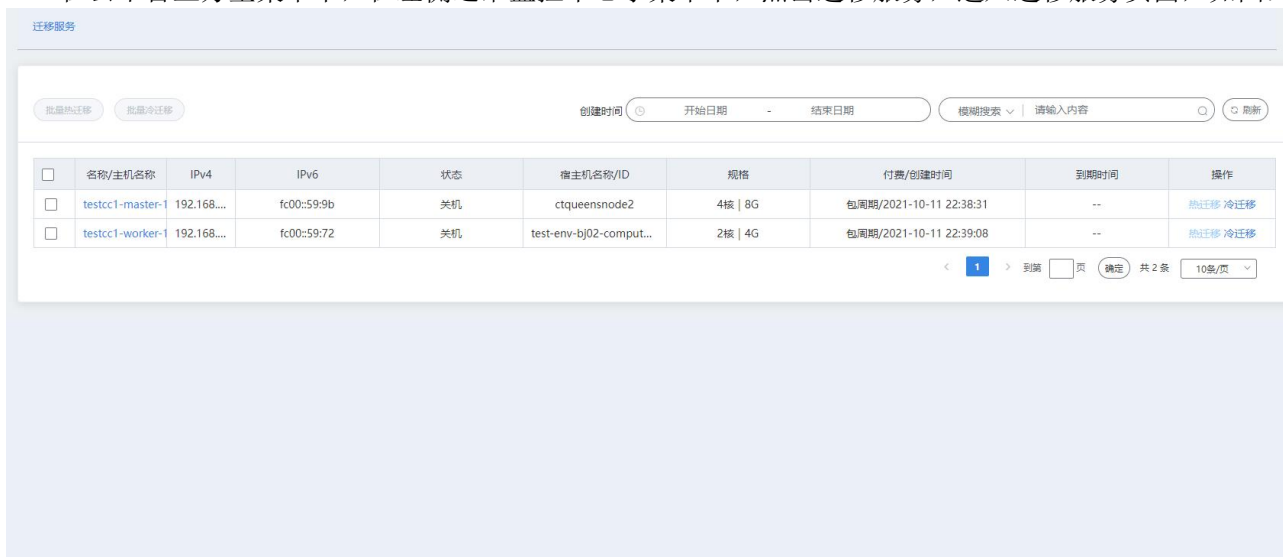 迁移服务
批量热迁移 批量冷迁移 创建时间 开始日期 - 结束日期 模糊搜索 请输入内容 刷新
名称/主机名称 IPv4 IPv6 状态 宿主机名称/ID 规格 付费/创建时间 到期时间 操作
testcc1-master-1 192.168.... fc00::59:9b 关机 ctqueensnode2 4核 | 8G 包周期/2021-10-11 22:38:31 -- 热迁移 冷迁移
testcc1-worker-1 192.168.... fc00::59:72 关机 test-env-bj02-comput... 2核 | 4G 包周期/2021-10-11 22:39:08 -- 热迁移 冷迁移
< 1 > 到第 页 确定 共 2 条 10条/页